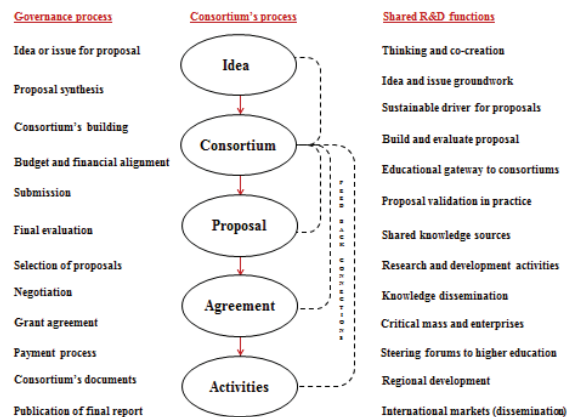 Governance process
Consortium's process
Shared R&D functions
Idea or issue for proposal
Proposal synthesis
Consortium's building
Budget and financial alignment
Submission
Final evaluation
Selection of proposals
Negotiation
Grant agreement
Payment process
Consortium's documents
Publication of final report
Idea
Consortium
Proposal
Agreement
Activities
FEED BACK CONNECTIONS
Thinking and co-creation
Idea and issue groundwork
Sustainable driver for proposals
Build and evaluate proposal
Educational gateway to consortiums
Proposal validation in practice
Shared knowledge sources
Research and development activities
Knowledge dissemination
Critical mass and enterprises
Steering forums to higher education
Regional development
International markets (dissemination)